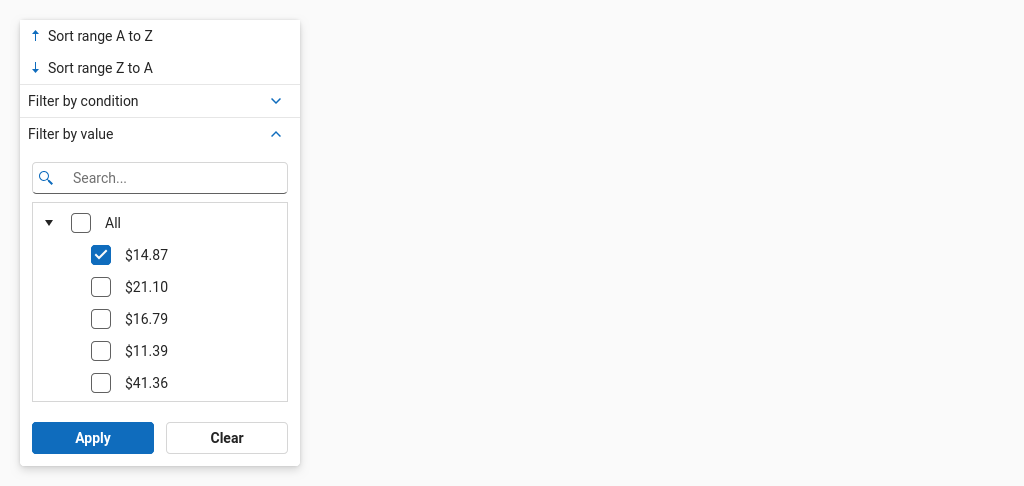 Sort range A to Z
Sort range Z to A
Filter by condition
Filter by value
Search...
All
$14.87
$21.10
$16.79
$11.39
$41.36
Apply Clear